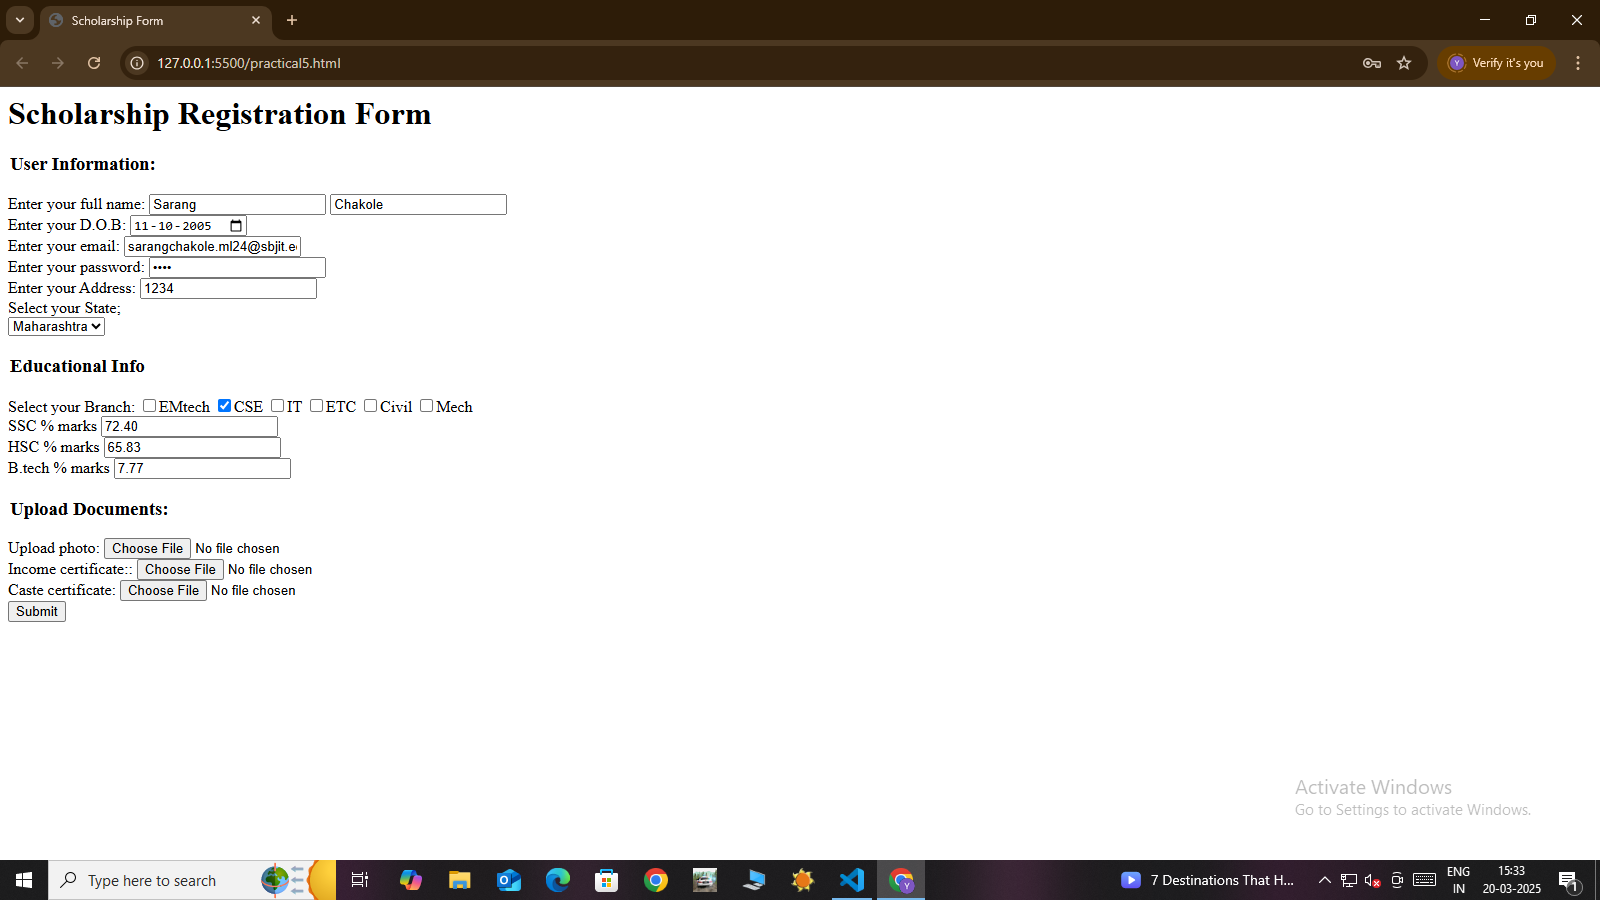 Scholarship Form
127.0.0.1:5500/practical5.html
Verify it's you
Scholarship Registration Form
User Information:
Enter your full name: Sarang Chakole
Enter your D.O.B: 11-10-2005
Enter your email: sarangchakole.ml24@sbjit.e
Enter your password: ••••
Enter your Address: 1234
Select your State;
Maharashtra
Educational Info
Select your Branch: EMtech CSE IT ETC Civil Mech
SSC % marks 72.40
HSC % marks 65.83
B.tech % marks 7.77
Upload Documents:
Upload photo: Choose File No file chosen
Income certificate:: Choose File No file chosen
Caste certificate: Choose File No file chosen
Submit
Activate Windows
Go to Settings to activate Windows.
Type here to search
7 Destinations That H...
ENG
IN
15:33
20-03-2025
1